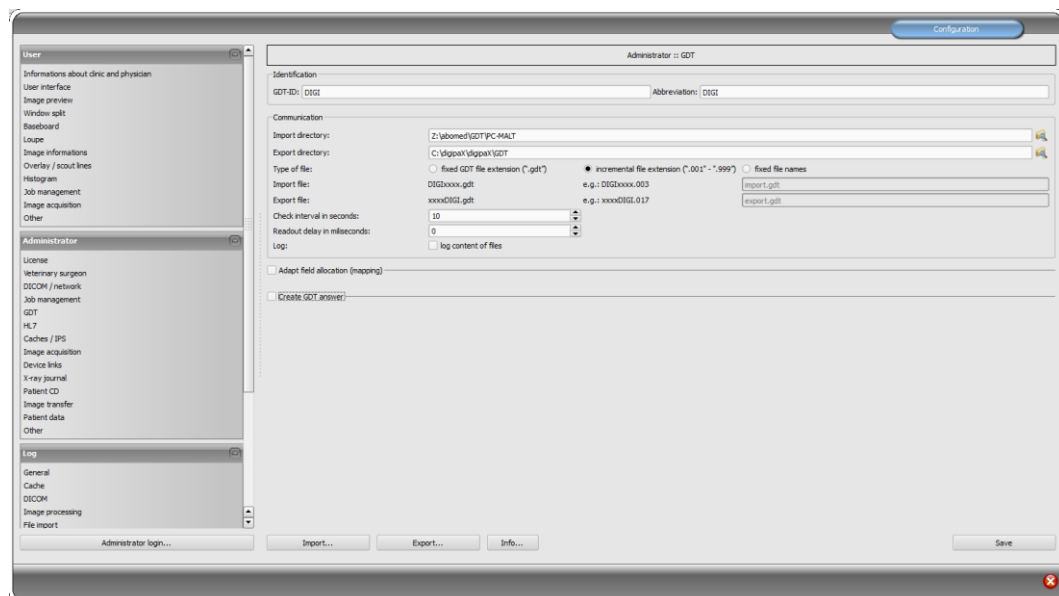 Configuration
User
Informations about clinic and physician
User interface
Image preview
Window split
Baseboard
Loupe
Image informations
Overlay / scout lines
Histogram
Job management
Image acquisition
Other
Administrator
License
Veterinary surgeon
DICOM / network
Job management
GDT
HL7
Caches / IPS
Image acquisition
Device links
X-ray journal
Patient CD
Image transfer
Patient data
Other
Log
General
Cache
DICOM
Image processing
File import
Administrator login...
Administrator :: GDT
Identification
GDT-ID: DIGI Abbreviation: DIGI
Communication
Import directory: Z:\abomed\GDT\PC-MALT
Export directory: C:\digipaX\digipaX\GDT
Type of file: fixed GDT file extension (".gdt") incremental file extension (".001" - ".999") fixed file names
Import file: DIGIxxxx.gdt e.g.: DIGIxxxx.003 import.gdt
Export file: xxxxDIGI.gdt e.g.: xxxxDIGI.017 export.gdt
Check interval in seconds: 10
Readout delay in miliseconds: 0
Log: log content of files
Adapt field allocation (mapping)
Create GDT answer
Import... Export... Info... Save